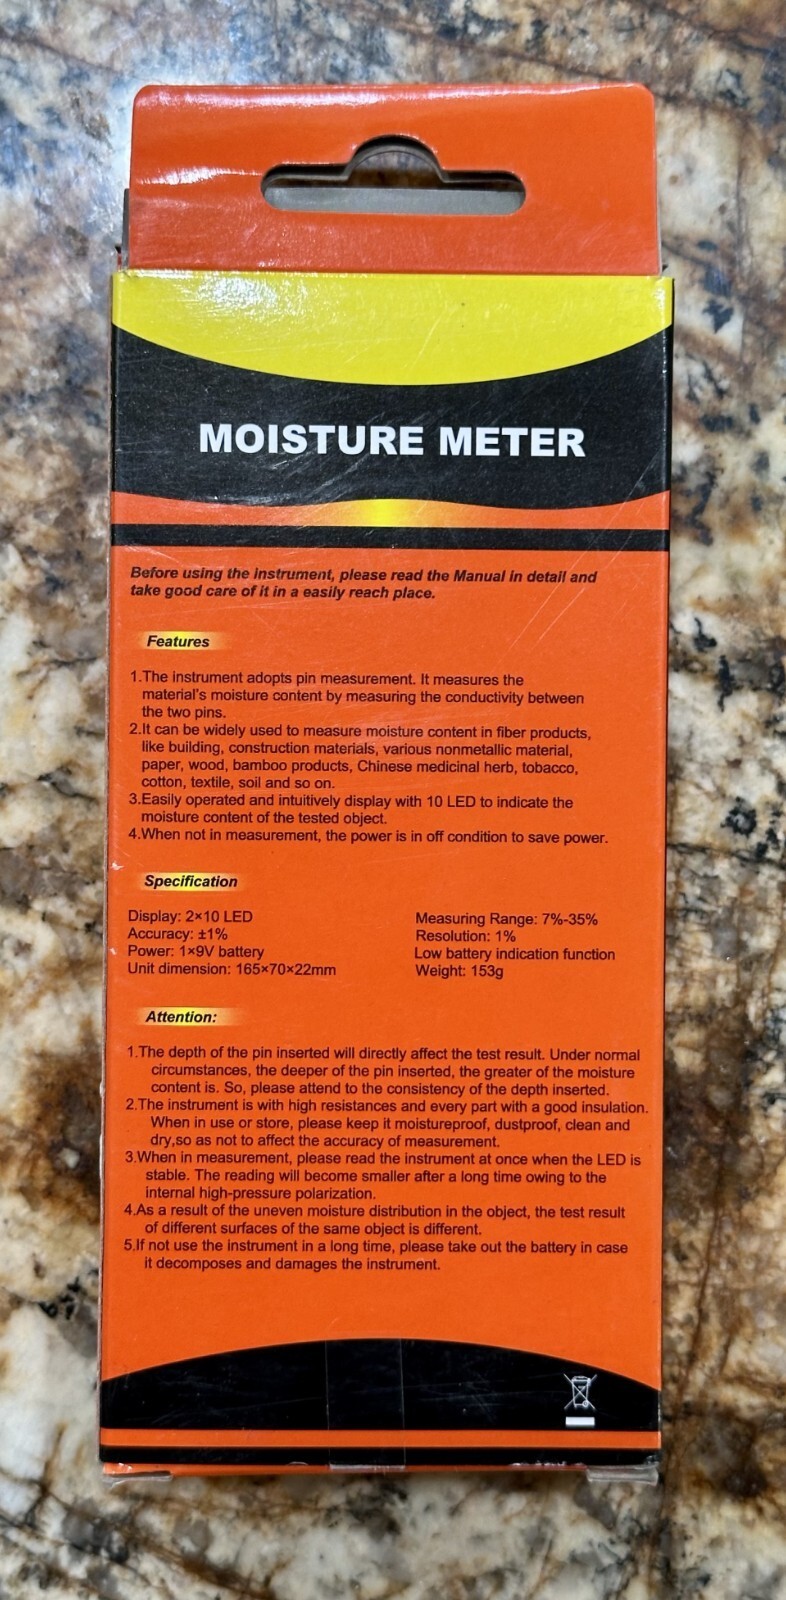 MOISTURE METER
Before using the instrument, please read the Manual in detail and
take good care of it in a easily reach place.
Features
1.The instrument adopts pin measurement. It measures the
material's moisture content by measuring the conductivity between
the two pins.
2.It can be widely used to measure moisture content in fiber products,
like building, construction materials, various nonmetallic material,
paper, wood, bamboo products, Chinese medicinal herb, tobacco,
cotton, textile, soil and so on.
3.Easily operated and intuitively display with 10 LED to indicate the
moisture content of the tested object.
4.When not in measurement, the power is in off condition to save power.
Specification
Display: 2×10 LED
Accuracy: ±1%
Power: 1×9V battery
Unit dimension: 165×70×22mm
Measuring Range: 7%-35%
Resolution: 1%
Low battery indication function
Weight: 153g
Attention:
1.The depth of the pin inserted will directly affect the test result. Under normal
circumstances, the deeper of the pin inserted, the greater of the moisture
content is. So, please attend to the consistency of the depth inserted.
2.The instrument is with high resistances and every part with a good insulation.
When in use or store, please keep it moistureproof, dustproof, clean and
dry,so as not to affect the accuracy of measurement.
3.When in measurement, please read the instrument at once when the LED is
stable. The reading will become smaller after a long time owing to the
internal high-pressure polarization.
4.As a result of the uneven moisture distribution in the object, the test result
of different surfaces of the same object is different.
5.If not use the instrument in a long time, please take out the battery in case
it decomposes and damages the instrument.